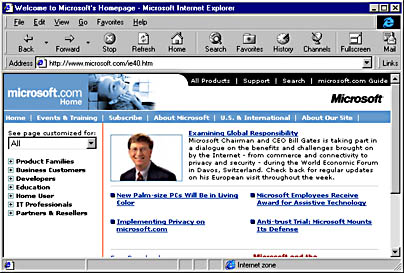 Welcome to Microsoft's Homepage - Microsoft Internet Explorer
File Edit View Go Favorites Help
Back Forward Stop Refresh Home Search Favorites History Channels Fullscreen Mail
Address http://www.microsoft.com/ie40.htm Links
All Products | Support | Search | microsoft.com Guide
microsoft.com
Home
Microsoft
Home | Events & Training | Subscribe | About Microsoft | U.S. & International | About Our Site |
See page customized for:
All
Product Families
Business Customers
Developers
Education
Home User
IT Professionals
Partners & Resellers
Examining Global Responsibility
Microsoft Chairman and CEO Bill Gates is taking part in
a dialogue on the benefits and challenges brought on
by the Internet - from commerce and connectivity to
privacy and security - during the World Economic Forum
in Davos, Switzerland. Check back for regular updates
on his European visit throughout the week.
New Palm-size PCs Will Be in Living
Color
Microsoft Employees Receive
Award for Assistive Technology
Implementing Privacy on
microsoft.com
Anti-trust Trial: Microsoft Mounts
Its Defense
Microsoft and the
Internet zone